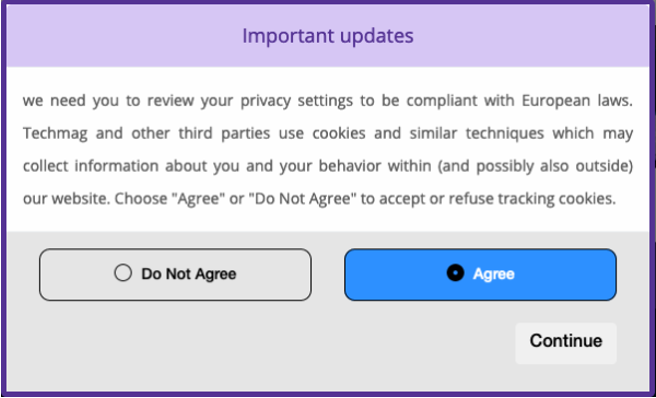 Important updates
we need you to review your privacy settings to be compliant with European laws.
Techmag and other third parties use cookies and similar techniques which may
collect information about you and your behavior within (and possibly also outside)
our website. Choose "Agree" or "Do Not Agree" to accept or refuse tracking cookies.
Do Not Agree
Agree
Continue